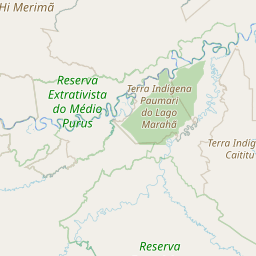 Hi Merimã
Reserva
Extrativista
do Médio
Purus
Terra Indígena
Paumari
do Lago
Marahã
Terra Indíg
Caititu
Reserva